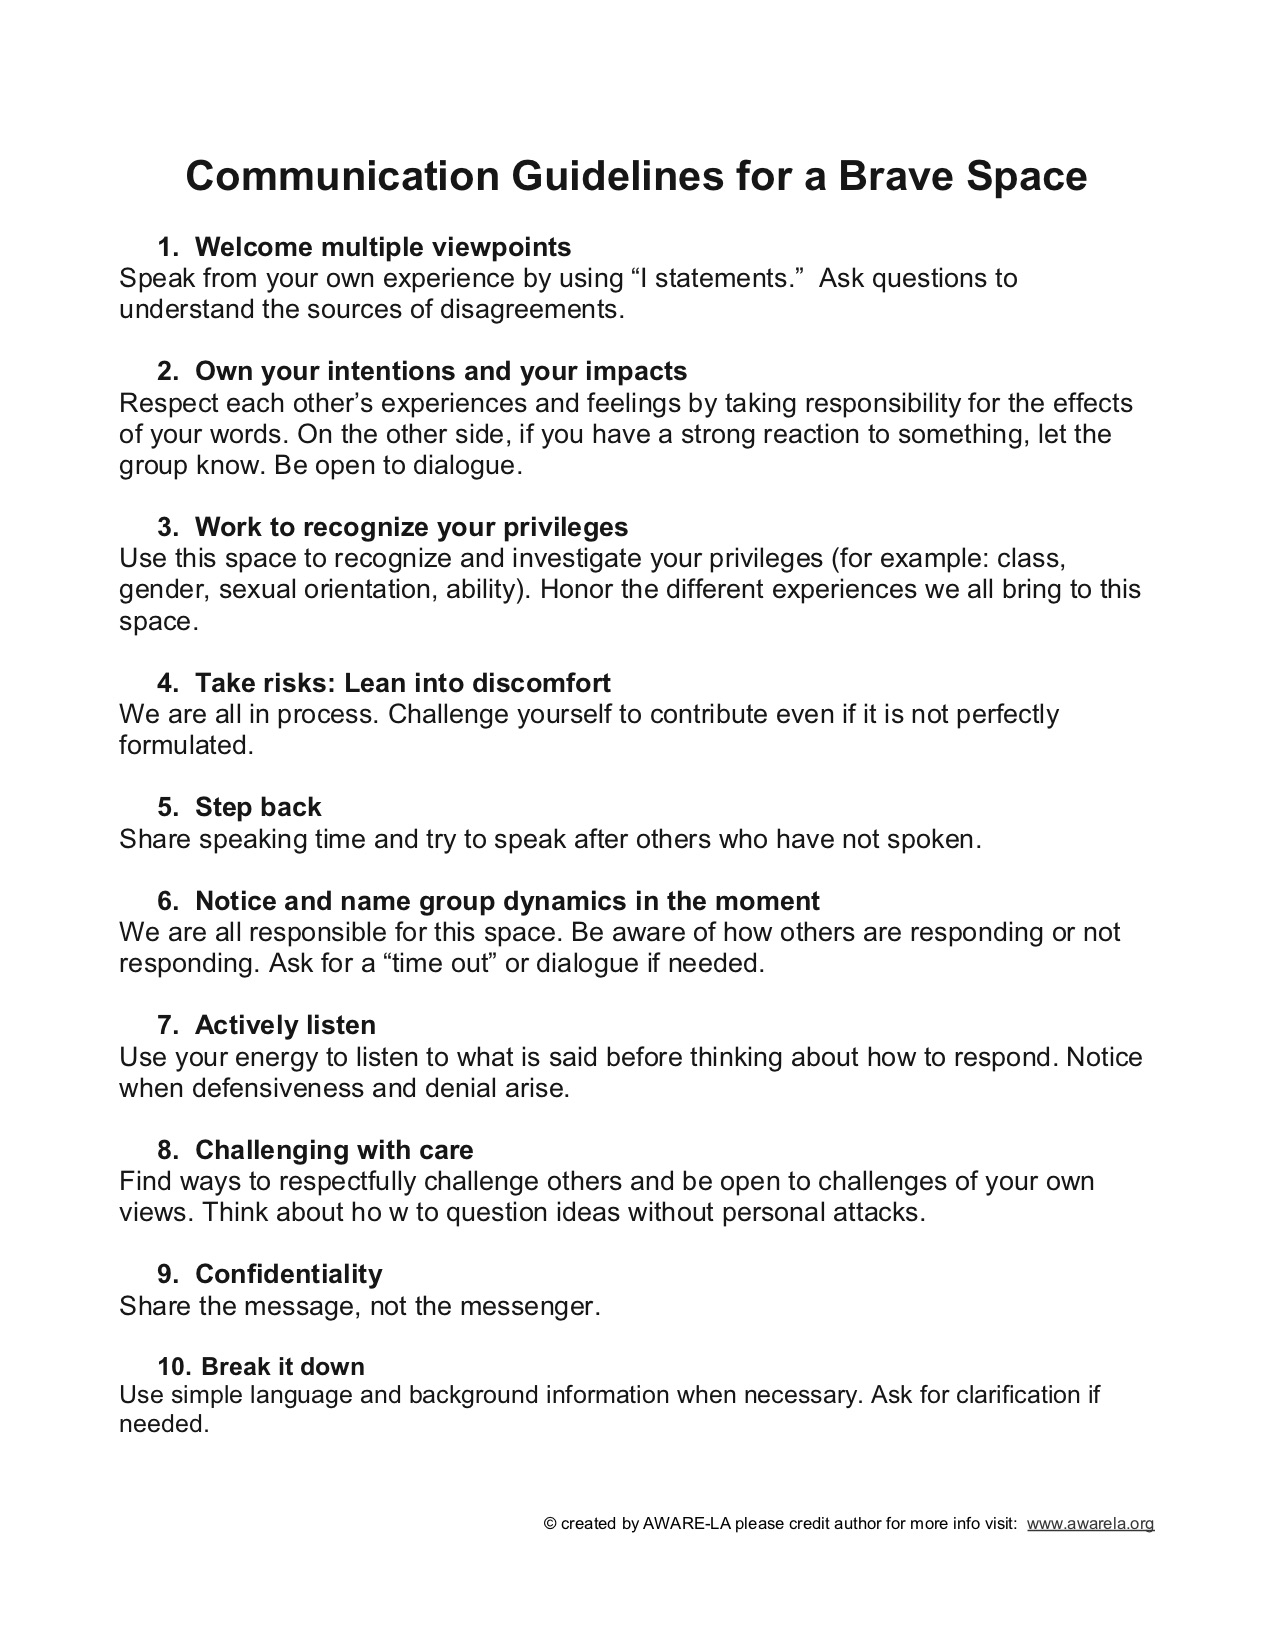 Communication Guidelines for a Brave Space
1. Welcome multiple viewpoints
Speak from your own experience by using “I statements.”  Ask questions to
understand the sources of disagreements.
2. Own your intentions and your impacts
Respect each other’s experiences and feelings by taking responsibility for the effects
of your words. On the other side, if you have a strong reaction to something, let the
group know. Be open to dialogue.
3. Work to recognize your privileges
Use this space to recognize and investigate your privileges (for example: class,
gender, sexual orientation, ability). Honor the different experiences we all bring to this
space.
4. Take risks: Lean into discomfort
We are all in process. Challenge yourself to contribute even if it is not perfectly
formulated.
5. Step back
Share speaking time and try to speak after others who have not spoken.
6. Notice and name group dynamics in the moment
We are all responsible for this space. Be aware of how others are responding or not
responding. Ask for a “time out” or dialogue if needed.
7. Actively listen
Use your energy to listen to what is said before thinking about how to respond. Notice
when defensiveness and denial arise.
8. Challenging with care
Find ways to respectfully challenge others and be open to challenges of your own
views. Think about ho w to question ideas without personal attacks.
9. Confidentiality
Share the message, not the messenger.
10. Break it down
Use simple language and background information when necessary. Ask for clarification if
needed.
© created by AWARE-LA please credit author for more info visit:  www.awarela.org